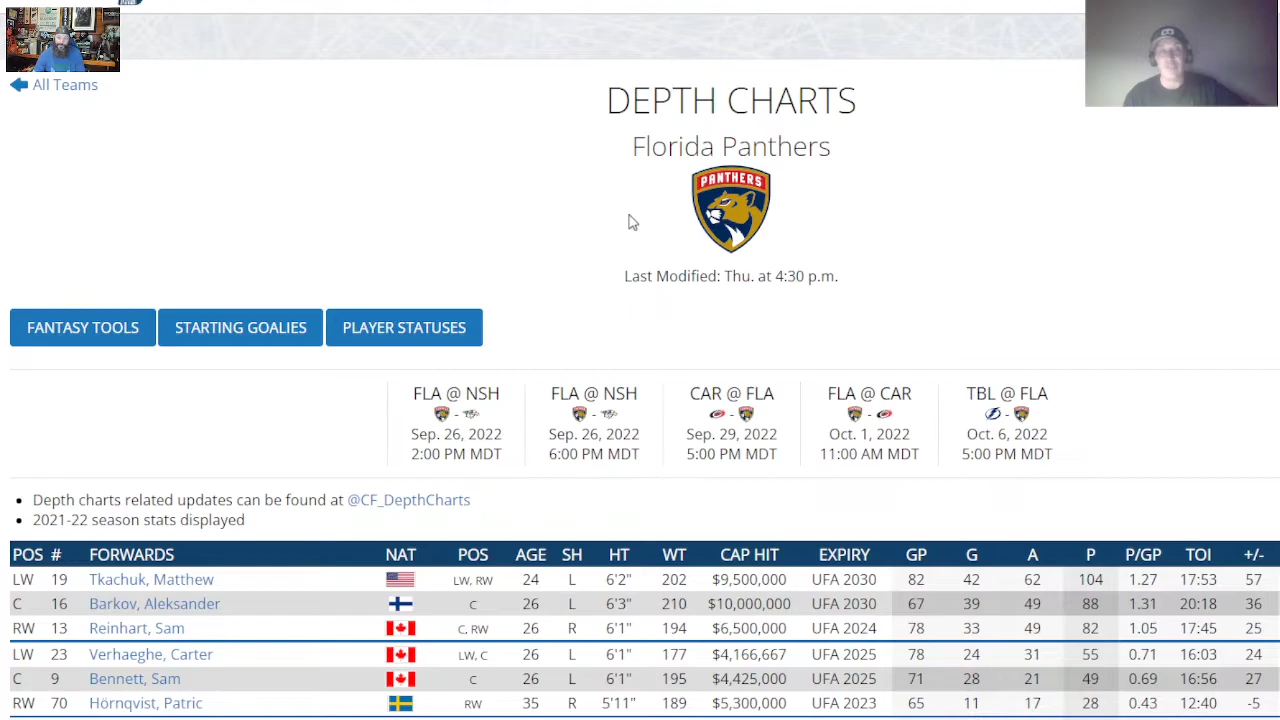 All Teams
DEPTH CHARTS
Florida Panthers
PANTHERS
Last Modified: Thu. at 4:30 p.m.
FANTASY TOOLS STARTING GOALIES PLAYER STATUSES
FLA @ NSH FLA @ NSH CAR @ FLA FLA @ CAR TBL @ FLA
- - - - -
Sep. 26, 2022 Sep. 26, 2022 Sep. 29, 2022 Oct. 1, 2022 Oct. 6, 2022
2:00 PM MDT 6:00 PM MDT 5:00 PM MDT 11:00 AM MDT 5:00 PM MDT
• Depth charts related updates can be found at @CF_DepthCharts
• 2021-22 season stats displayed
POS # FORWARDS NAT POS AGE SH HT WT CAP HIT EXPIRY GP G A P P/GP TOI +/-
LW 19 Tkachuk, Matthew LW, RW 24 L 6'2" 202 $9,500,000 UFA 2030 82 42 62 104 1.27 17:53 57
C 16 Barkov, Aleksander C 26 L 6'3" 210 $10,000,000 UFA 2030 67 39 49 88 1.31 20:18 36
RW 13 Reinhart, Sam C, RW 26 R 6'1" 194 $6,500,000 UFA 2024 78 33 49 82 1.05 17:45 25
LW 23 Verhaeghe, Carter LW, C 26 L 6'1" 177 $4,166,667 UFA 2025 78 24 31 55 0.71 16:03 24
C 9 Bennett, Sam C 26 L 6'1" 195 $4,425,000 UFA 2025 71 28 21 49 0.69 16:56 27
RW 70 Hörnqvist, Patric RW 35 R 5'11" 189 $5,300,000 UFA 2023 65 11 17 28 0.43 12:40 -5